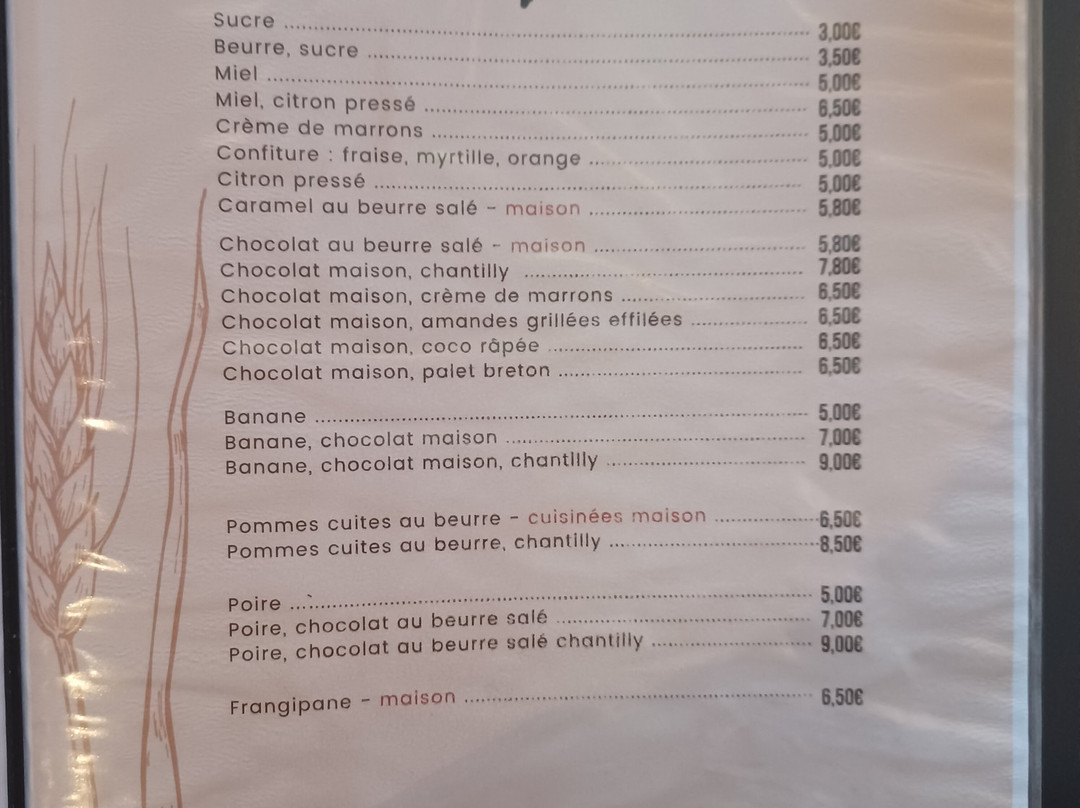 Sucre ........ 3,00€
Beurre, sucre ........ 3,50€
Miel ........ 5,00€
Miel, citron pressé ........ 6,50€
Crème de marrons ........ 5,00€
Confiture : fraise, myrtille, orange ........ 5,00€
Citron pressé ........ 5,00€
Caramel au beurre salé - maison ........ 5,80€
Chocolat au beurre salé - maison ........ 5,80€
Chocolat maison, chantilly ........ 7,80€
Chocolat maison, crème de marrons ........ 6,50€
Chocolat maison, amandes grillées effilées ........ 6,50€
Chocolat maison, coco râpée ........ 6,50€
Chocolat maison, palet breton ........ 6,50€
Banane ........ 5,00€
Banane, chocolat maison ........ 7,00€
Banane, chocolat maison, chantilly ........ 9,00€
Pommes cuites au beurre - cuisinées maison ........ 6,50€
Pommes cuites au beurre, chantilly ........ 8,50€
Poire ........ 5,00€
Poire, chocolat au beurre salé ........ 7,00€
Poire, chocolat au beurre salé chantilly ........ 9,00€
Frangipane - maison ........ 6,50€